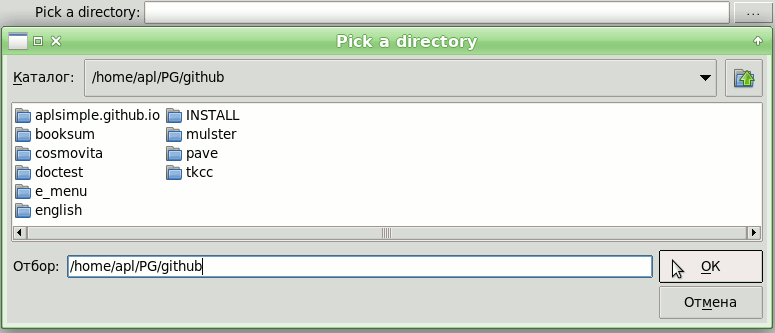 Pick a directory: ...
Pick a directory
Каталог: /home/apl/PG/github
aplsimple.github.io INSTALL
booksum mulster
cosmovita pave
doctest tkcc
e_menu
english
Отбор: /home/apl/PG/github OK
Отмена